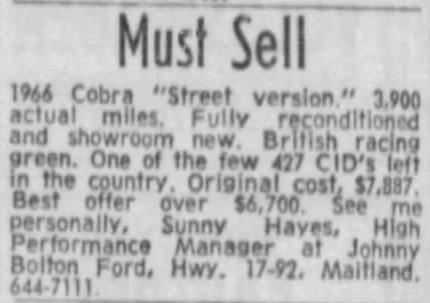 Must Sell
1966 Cobra "Street version." 3,900
actual miles. Fully reconditioned
and showroom new. British racing
green. One of the few 427 CID's left
in the country. Original cost, $7,887.
Best offer over $6,700. See me
personally, Sunny Hayes, High
Performance Manager at Johnny
Bolton Ford, Hwy. 17-92, Maitland.
644-7111.